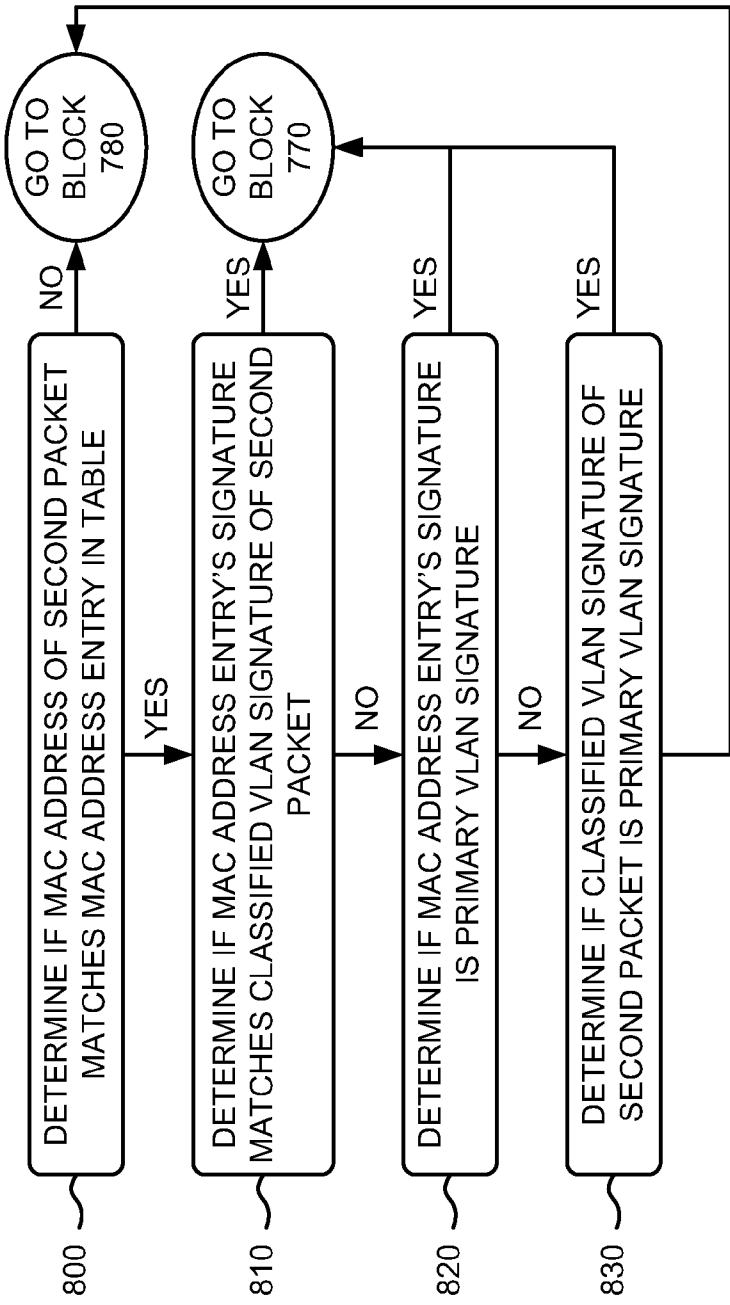 800
DETERMINE IF MAC ADDRESS OF SECOND PACKET
MATCHES MAC ADDRESS ENTRY IN TABLE
NO
GO TO
BLOCK
780
YES
810
DETERMINE IF MAC ADDRESS ENTRY'S SIGNATURE
MATCHES CLASSIFIED VLAN SIGNATURE OF SECOND
PACKET
YES
GO TO
BLOCK
770
NO
820
DETERMINE IF MAC ADDRESS ENTRY'S SIGNATURE
IS PRIMARY VLAN SIGNATURE
YES
NO
830
DETERMINE IF CLASSIFIED VLAN SIGNATURE OF
SECOND PACKET IS PRIMARY VLAN SIGNATURE
YES